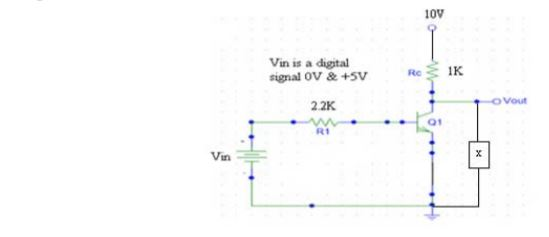 10V
Vin is a digital
signal 0V & +5V
Rc
1K
Vout
2.2K
R1
Q1
Vin
x